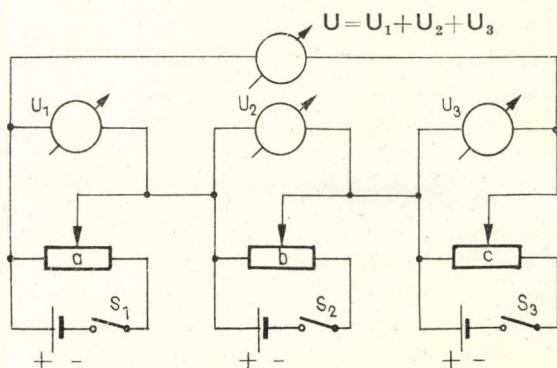 U = U₁ + U₂ + U₃
U₁ U₂ U₃
a b c
S₁ S₂ S₃
+ - + - + -